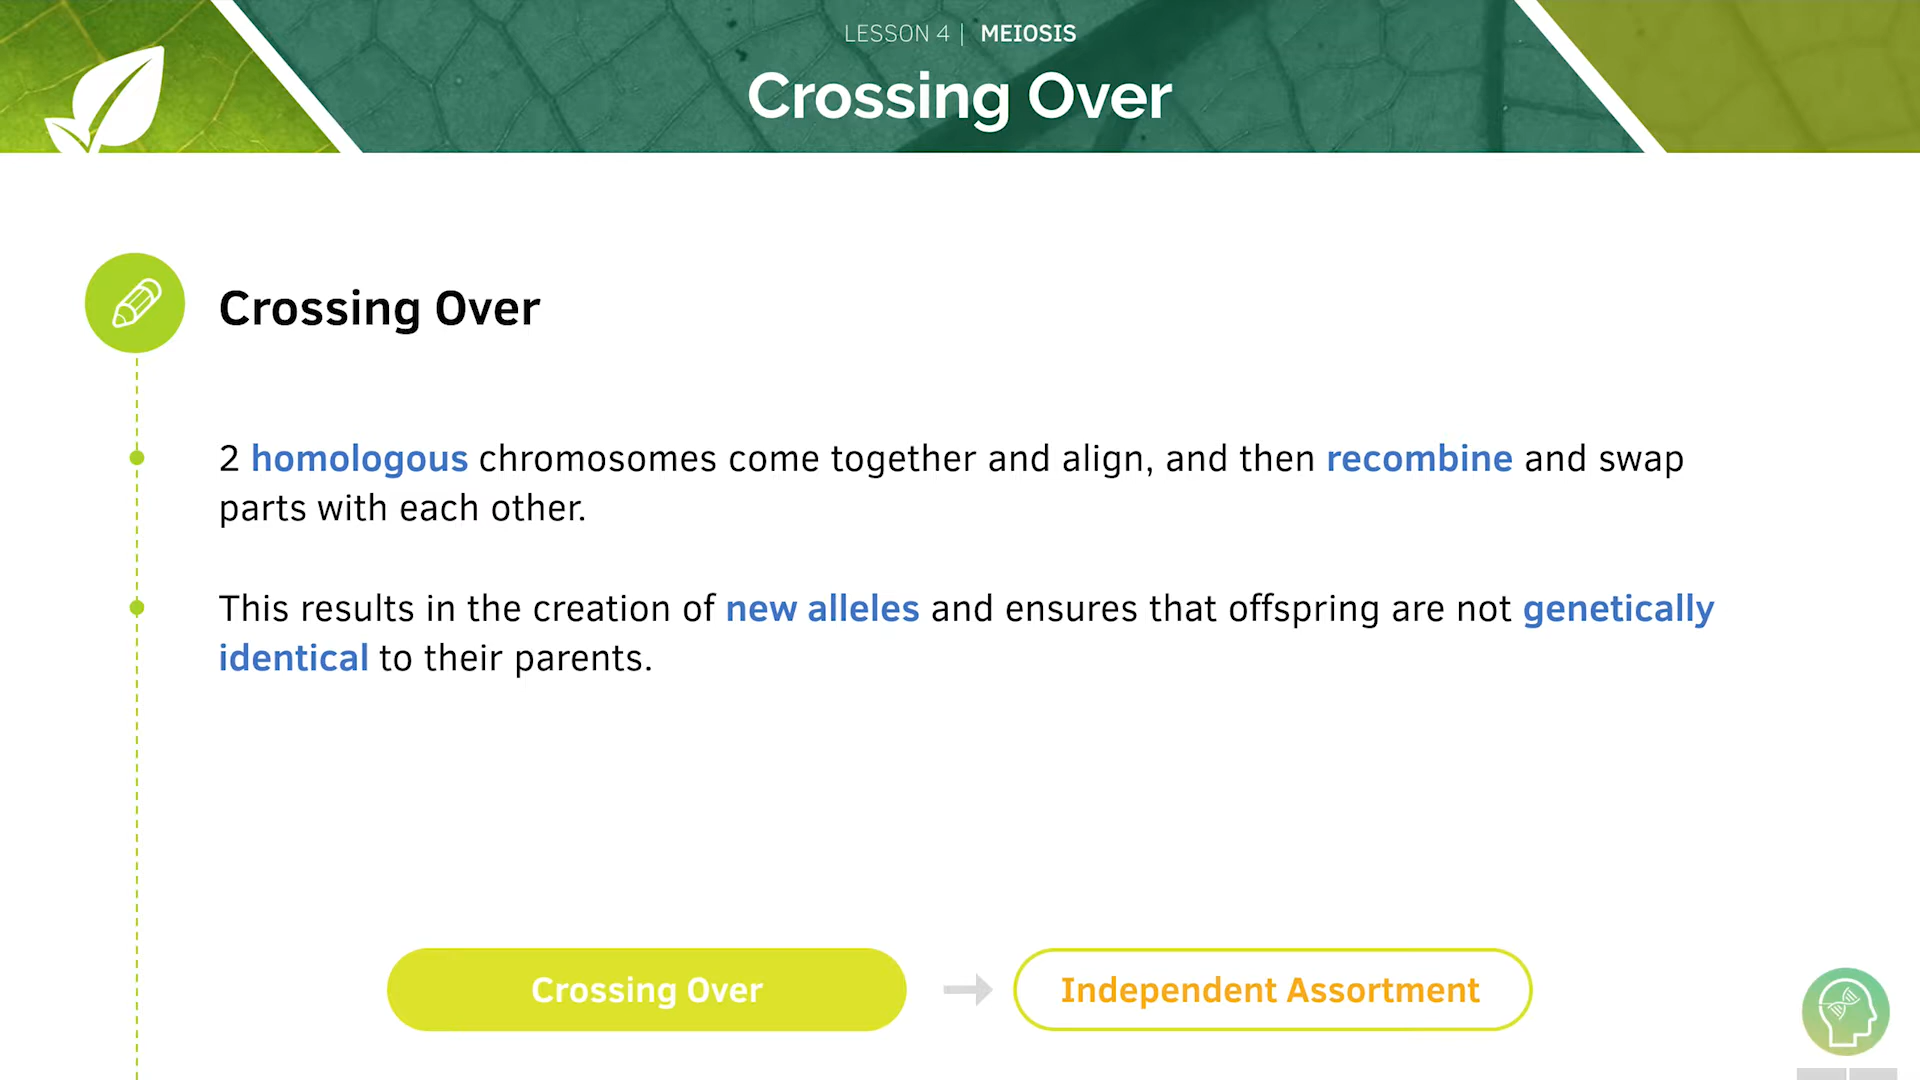 LESSON 4 | MEIOSIS
Crossing Over
Crossing Over
2 homologous chromosomes come together and align, and then recombine and swap
parts with each other.
This results in the creation of new alleles and ensures that offspring are not genetically
identical to their parents.
Crossing Over
Independent Assortment